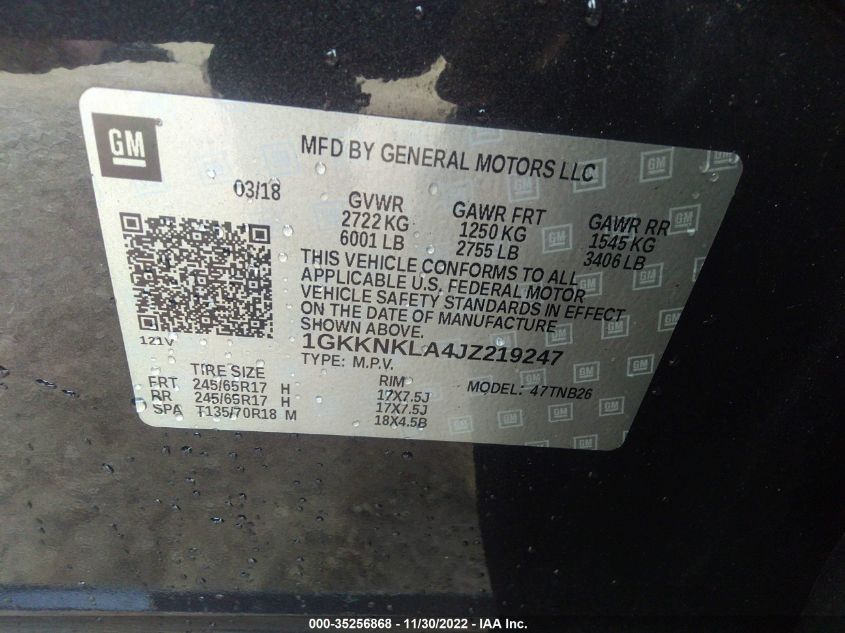 GM
MFD BY GENERAL MOTORS LLC
03/18
GVWR GAWR FRT GAWR RR
2722 KG 1250 KG 1545 KG
6001 LB 2755 LB 3406 LB
THIS VEHICLE CONFORMS TO ALL
APPLICABLE U.S. FEDERAL MOTOR
VEHICLE SAFETY STANDARDS IN EFFECT
ON THE DATE OF MANUFACTURE
SHOWN ABOVE.
121V
1GKKNKLA4JZ219247
TYPE: M.P.V. MODEL: 47TNB26
TIRE SIZE RIM
FRT 245/65R17 H 17X7.5J
RR 245/65R17 H 17X7.5J
SPA T135/70R18 M 18X4.5B
000-35256868 - 11/30/2022 - IAA Inc.